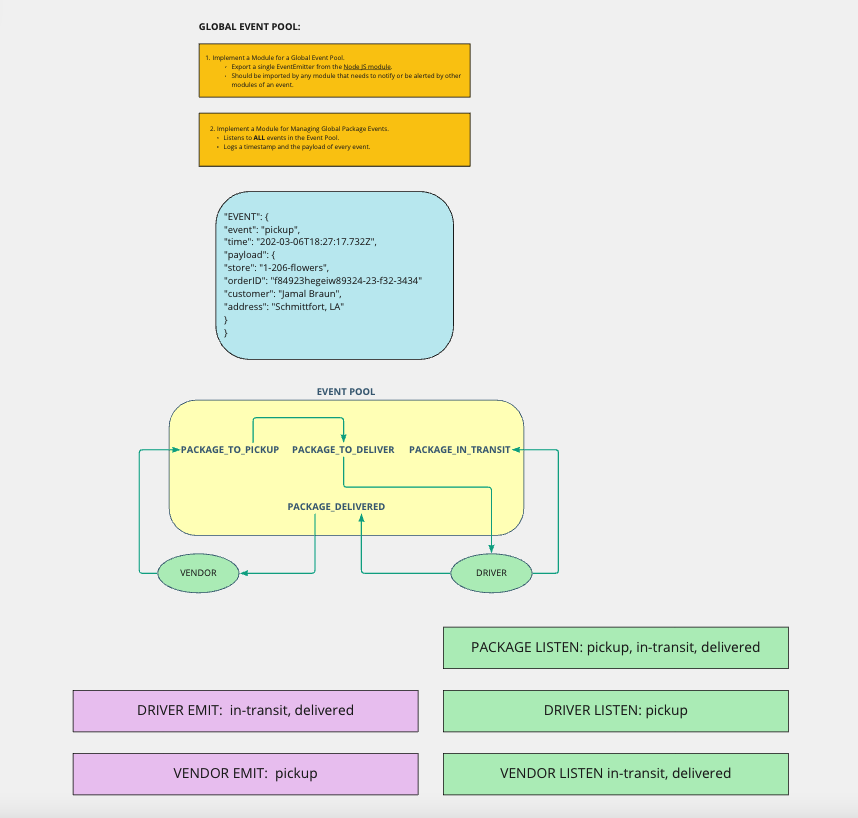 GLOBAL EVENT POOL:
1. Implement a Module for a Global Event Pool.
◦ Export a single EventEmitter from the Node JS module.
◦ Should be imported by any module that needs to notify or be alerted by other
modules of an event.
2. Implement a Module for Managing Global Package Events.
• Listens to ALL events in the Event Pool.
• Logs a timestamp and the payload of every event.
"EVENT": {
"event": "pickup",
"time": "202-03-06T18:27:17.732Z",
"payload": {
"store": "1-206-flowers",
"orderID": "f84923hegeiw89324-23-f32-3434"
"customer": "Jamal Braun",
"address": "Schmittfort, LA"
}
}
EVENT POOL
PACKAGE_TO_PICKUP PACKAGE_TO_DELIVER PACKAGE_IN_TRANSIT
PACKAGE_DELIVERED
VENDOR DRIVER
PACKAGE LISTEN: pickup, in-transit, delivered
DRIVER EMIT: in-transit, delivered
DRIVER LISTEN: pickup
VENDOR EMIT: pickup
VENDOR LISTEN in-transit, delivered